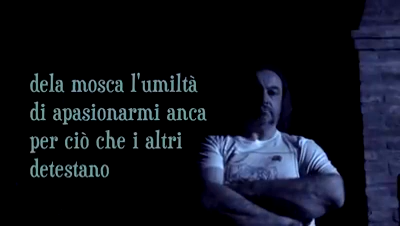 dela mosca l'umiltà
di apasionarmi anca
per ciò che i altri
detestano